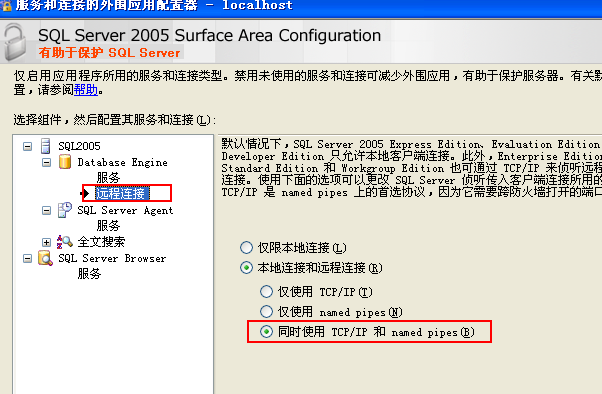 服务和连接的外围应用配置器 - localhost
SQL Server 2005 Surface Area Configuration
有助于保护 SQL Server
仅启用应用程序所用的服务和连接类型。禁用未使用的服务和连接可减少外围应用，有助于保护服务器。有关默
置，请参阅帮助。
选择组件，然后配置其服务和连接(L):
SQL2005
Database Engine
服务
远程连接
SQL Server Agent
服务
全文搜索
SQL Server Browser
服务
默认情况下，SQL Server 2005 Express Edition、Evaluation Edition
Developer Edition 只允许本地客户端连接。此外，Enterprise Edition
Standard Edition 和 Workgroup Edition 也可通过 TCP/IP 来侦听远程
连接。使用下面的选项可以更改 SQL Server 侦听传入客户端连接所用的
TCP/IP 是 named pipes 上的首选协议，因为它需要跨防火墙打开的端口
仅限本地连接(L)
本地连接和远程连接(R)
仅使用 TCP/IP(T)
仅使用 named pipes(N)
同时使用 TCP/IP 和 named pipes(B)